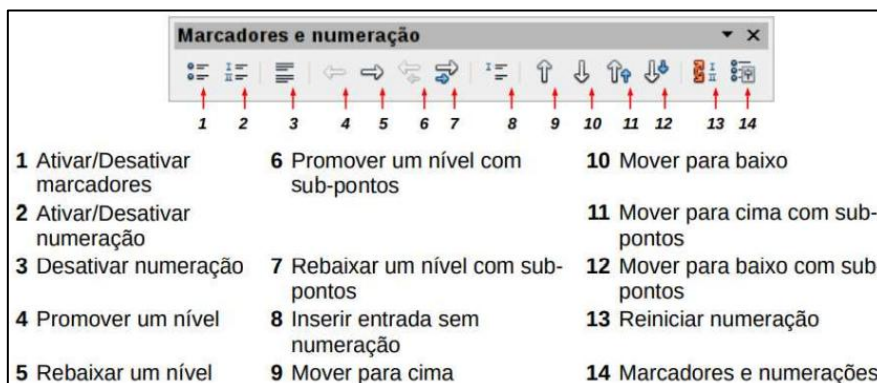 Marcadores e numeração
1 2 3 4 5 6 7 8 9 10 11 12 13 14
1 Ativar/Desativar
marcadores
2 Ativar/Desativar
numeração
3 Desativar numeração
4 Promover um nível
5 Rebaixar um nível
6 Promover um nível com
sub-pontos
7 Rebaixar um nível com sub-
pontos
8 Inserir entrada sem
numeração
9 Mover para cima
10 Mover para baixo
11 Mover para cima com sub-
pontos
12 Mover para baixo com sub-
pontos
13 Reiniciar numeração
14 Marcadores e numerações